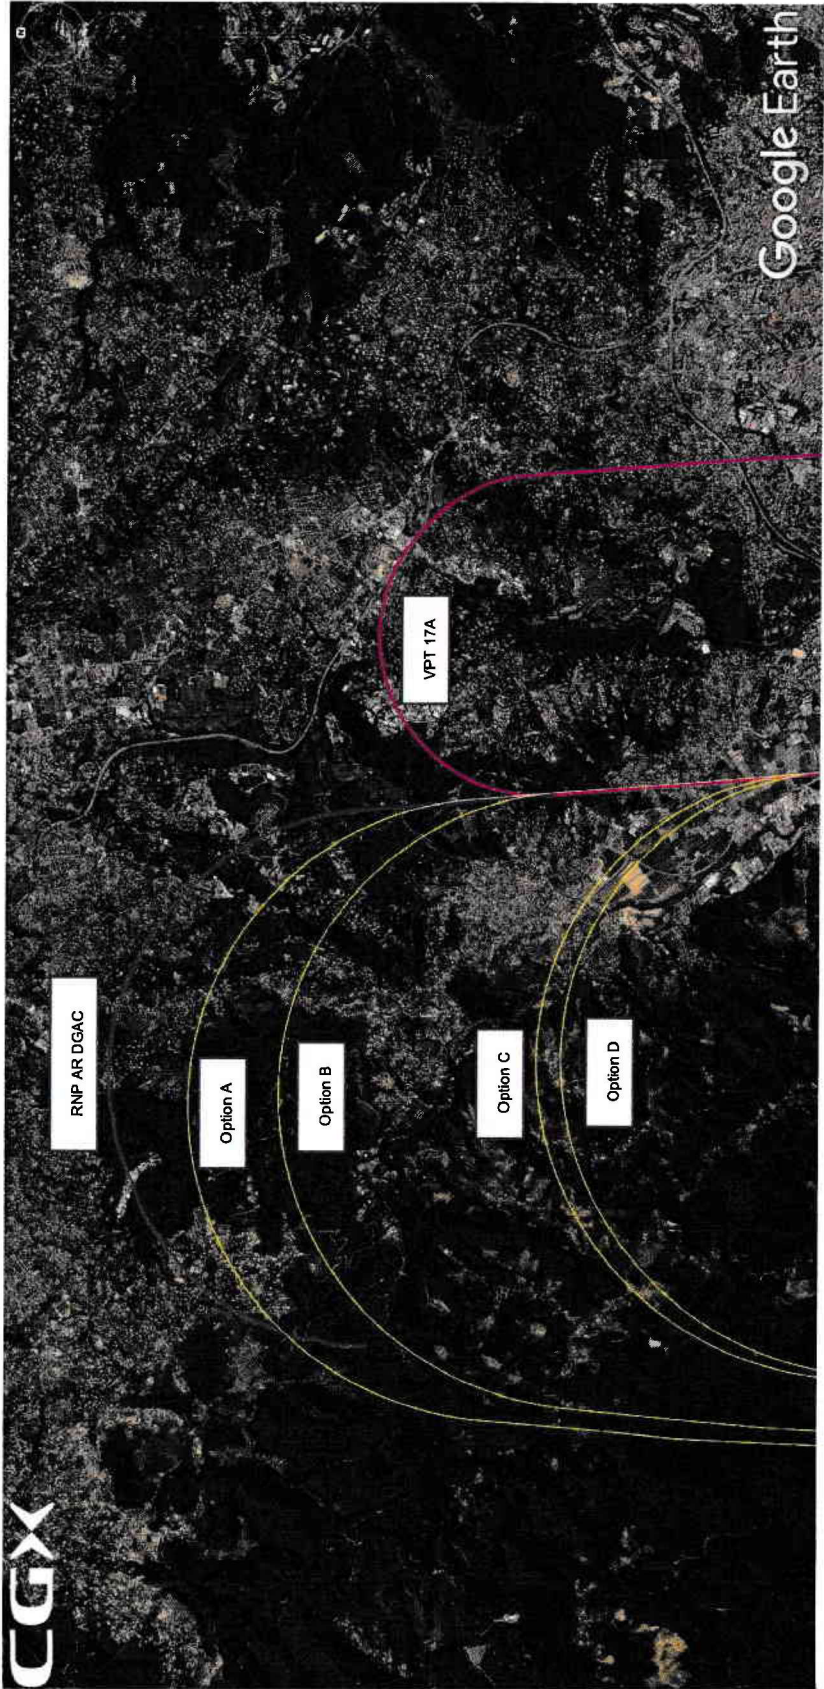 CGX
RNP AR DGAC
Option A
Option B
Option C
Option D
VPT 17A
Google Earth